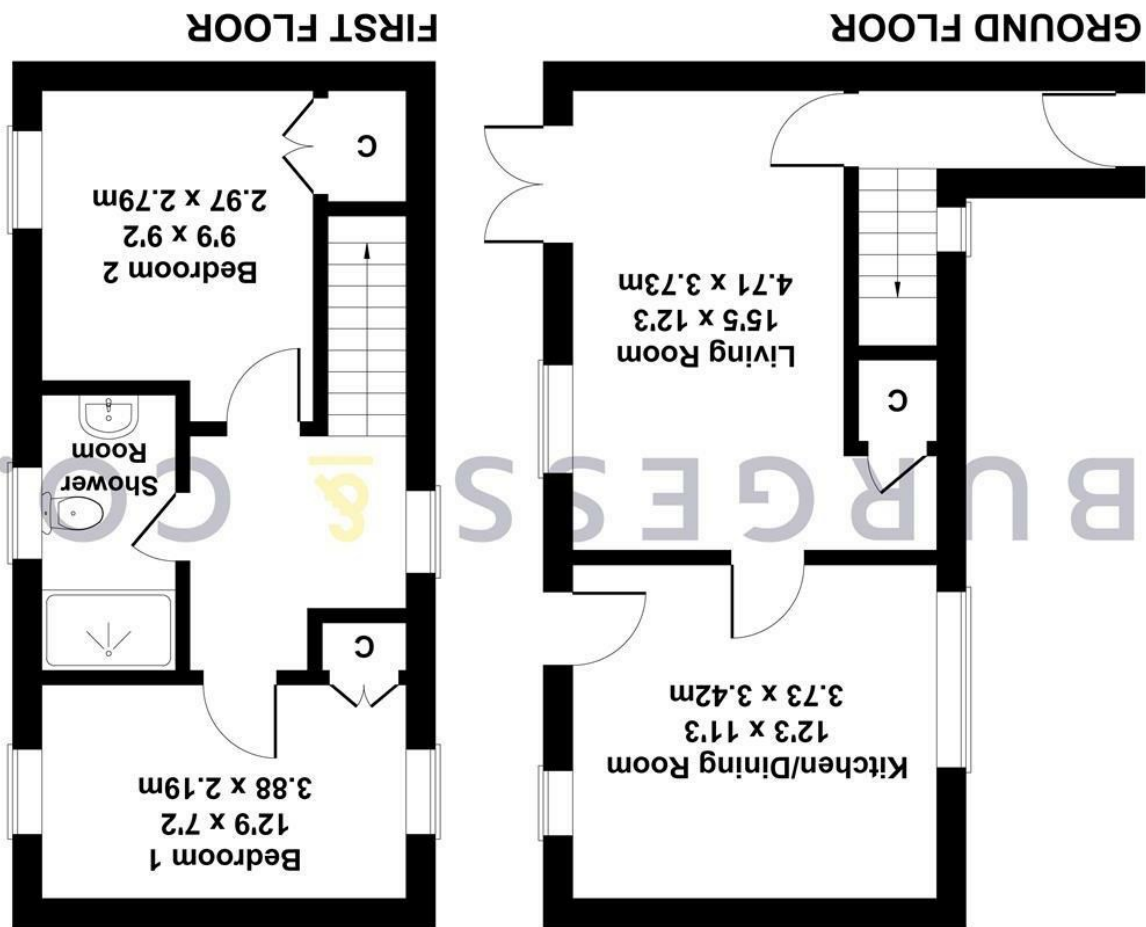 Kitchen/Dining Room
12'3 x 11'3
3.73 x 3.42m
C
Living Room
15'5 x 12'3
4.71 x 3.73m
GROUND FLOOR
Bedroom 1
12'9 x 7'2
3.88 x 2.19m
C
Shower
Room
Bedroom 2
9'9 x 9'2
2.97 x 2.79m
C
FIRST FLOOR
BURGESS & CO.